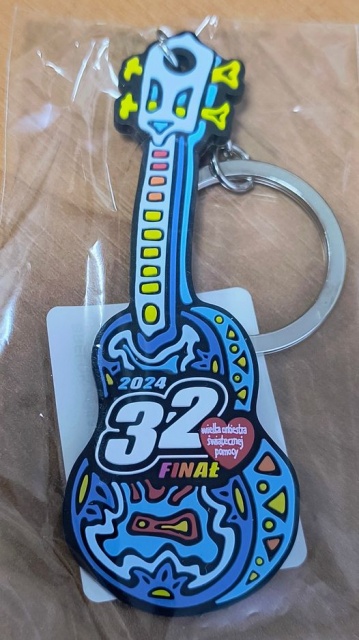 2024
32
FINAŁ
wielka orkiestra
świątecznej
pomocy